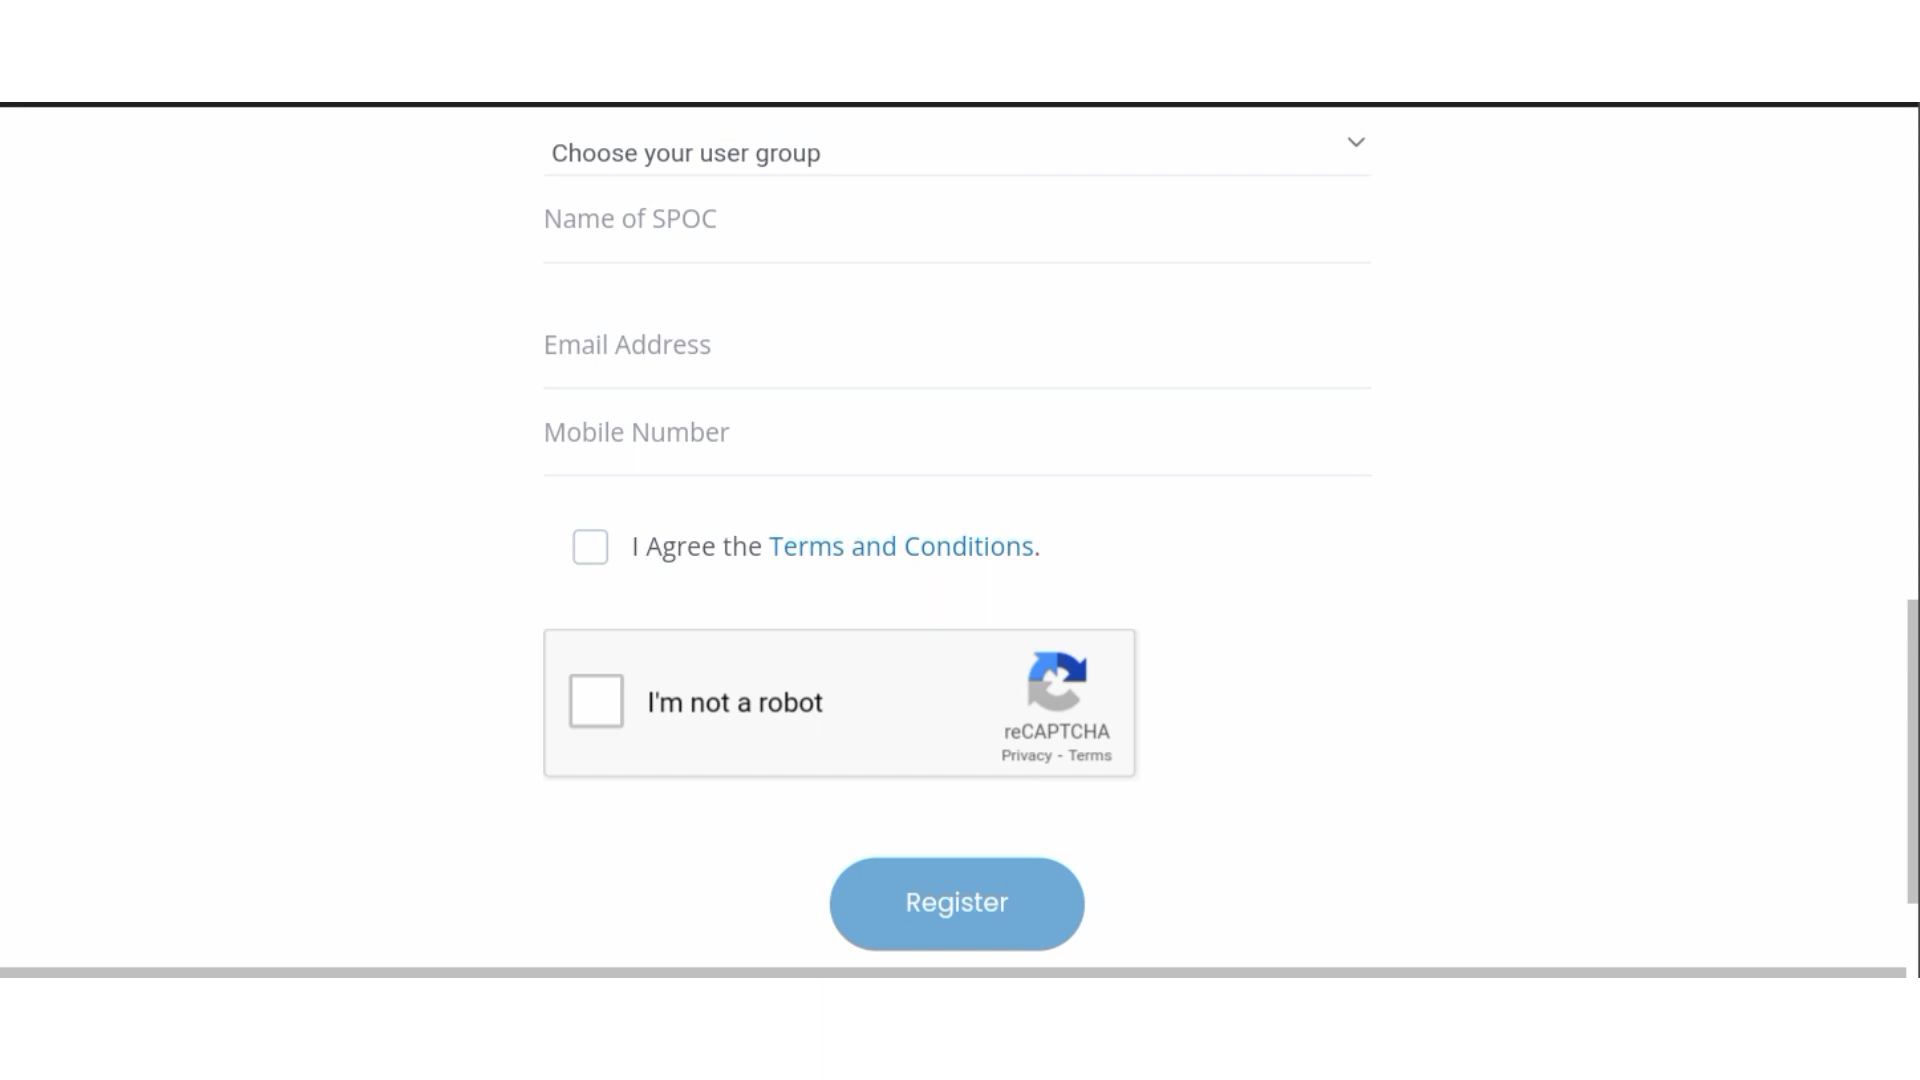 Choose your user group
Name of SPOC
Email Address
Mobile Number
I Agree the Terms and Conditions.
I'm not a robot
reCAPTCHA
Privacy - Terms
Register